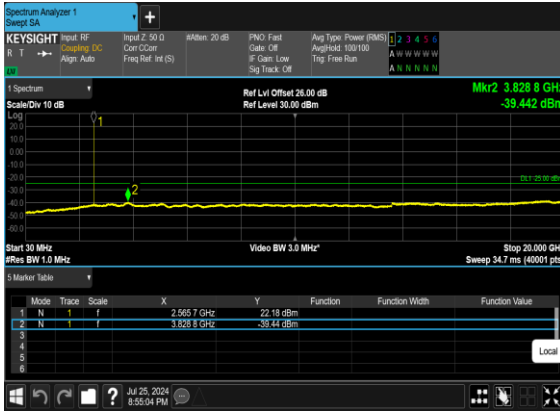 Spectrum Analyzer 1
Swept SA
+
KEYSIGHT Input: RF Input Z: 50 Ω #Atten: 20 dB PNO: Fast Avg Type: Power (RMS) 1 2 3 4 5 6
R T Coupling: DC Corr CCorr Gate: Off Avg|Hold: 100/100 A W W W W W
Align: Auto Freq Ref: Int (S) IF Gain: Low Trig: Free Run
Sig Track: Off A N N N N N
1 Spectrum Ref Lvl Offset 26.00 dB Mkr2 3.828 8 GHz
Scale/Div 10 dB Ref Level 30.00 dBm -39.442 dBm
Log
20.0
10.0
0.00
-10.0
-20.0
-30.0
-40.0
-50.0
-60.0
1
2
DL1 -25.00 dBm
Start 30 MHz Video BW 3.0 MHz* Stop 20.000 GH
#Res BW 1.0 MHz Sweep 34.7 ms (40001 pts
5 Marker Table
Mode Trace Scale X Y Function Function Width Function Value
1 N 1 f 2.565 7 GHz 22.18 dBm
2 N 1 f 3.828 8 GHz -39.44 dBm
3
4
5
6
Local
? Jul 25, 2024
8:55:04 PM